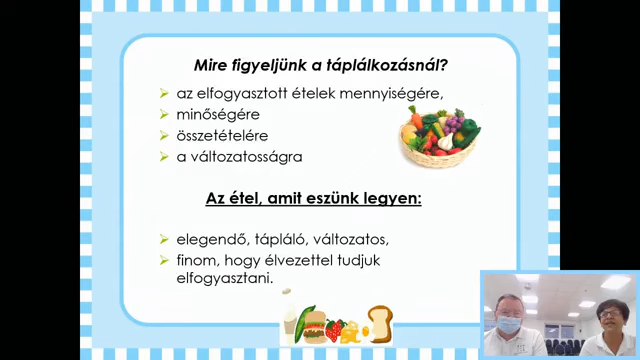 Mire figyeljünk a táplálkozásnál?
az elfogyasztott ételek mennyiségére,
minőségére
összetételére
a változatosságra
Az étel, amit eszünk legyen:
elegendő, tápláló, változatos,
finom, hogy élvezettel tudjuk
elfogyasztani.